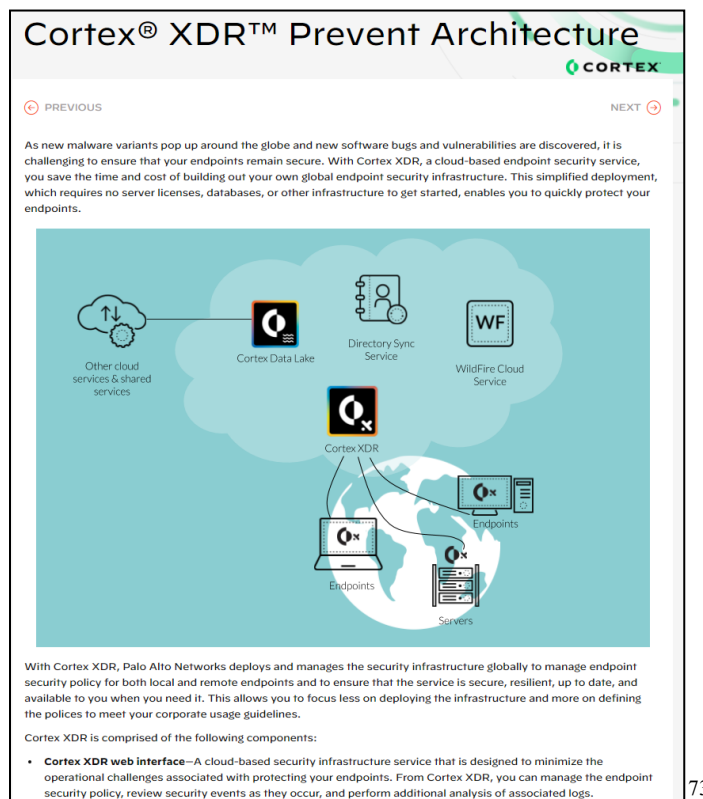 Cortex® XDR™ Prevent Architecture
CORTEX
PREVIOUS
NEXT
As new malware variants pop up around the globe and new software bugs and vulnerabilities are discovered, it is
challenging to ensure that your endpoints remain secure. With Cortex XDR, a cloud-based endpoint security service,
you save the time and cost of building out your own global endpoint security infrastructure. This simplified deployment,
which requires no server licenses, databases, or other infrastructure to get started, enables you to quickly protect your
endpoints.
Other cloud
services & shared
services
Cortex Data Lake
Directory Sync
Service
WF
WildFire Cloud
Service
Cortex XDR
Endpoints
Endpoints
Servers
With Cortex XDR, Palo Alto Networks deploys and manages the security infrastructure globally to manage endpoint
security policy for both local and remote endpoints and to ensure that the service is secure, resilient, up to date, and
available to you when you need it. This allows you to focus less on deploying the infrastructure and more on defining
the polices to meet your corporate usage guidelines.
Cortex XDR is comprised of the following components:
• Cortex XDR web interface—A cloud-based security infrastructure service that is designed to minimize the
operational challenges associated with protecting your endpoints. From Cortex XDR, you can manage the endpoint
security policy, review security events as they occur, and perform additional analysis of associated logs.
73